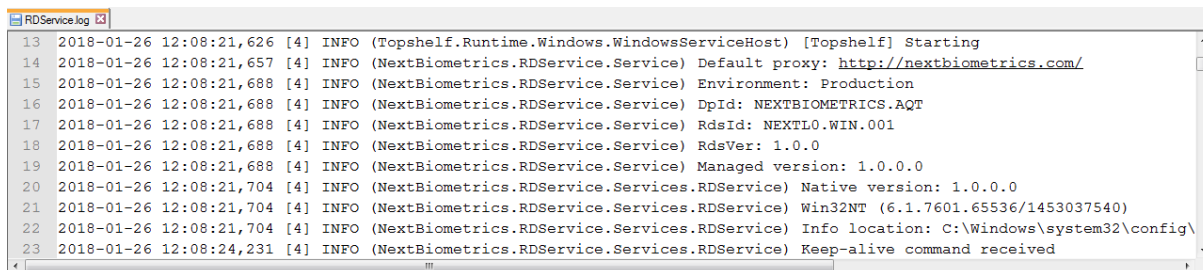 RDService.log
13 2018-01-26 12:08:21,626 [4] INFO (Topshelf.Runtime.Windows.WindowsServiceHost) [Topshelf] Starting
14 2018-01-26 12:08:21,657 [4] INFO (NextBiometrics.RDService.Service) Default proxy: http://nextbiometrics.com/
15 2018-01-26 12:08:21,688 [4] INFO (NextBiometrics.RDService.Service) Environment: Production
16 2018-01-26 12:08:21,688 [4] INFO (NextBiometrics.RDService.Service) DpId: NEXTBIOMETRICS.AQT
17 2018-01-26 12:08:21,688 [4] INFO (NextBiometrics.RDService.Service) RdsId: NEXTL0.WIN.001
18 2018-01-26 12:08:21,688 [4] INFO (NextBiometrics.RDService.Service) RdsVer: 1.0.0
19 2018-01-26 12:08:21,688 [4] INFO (NextBiometrics.RDService.Service) Managed version: 1.0.0.0
20 2018-01-26 12:08:21,704 [4] INFO (NextBiometrics.RDService.Services.RDService) Native version: 1.0.0.0
21 2018-01-26 12:08:21,704 [4] INFO (NextBiometrics.RDService.Services.RDService) Win32NT (6.1.7601.65536/1453037540)
22 2018-01-26 12:08:21,704 [4] INFO (NextBiometrics.RDService.Services.RDService) Info location: C:\Windows\system32\config\
23 2018-01-26 12:08:24,231 [4] INFO (NextBiometrics.RDService.Services.RDService) Keep-alive command received